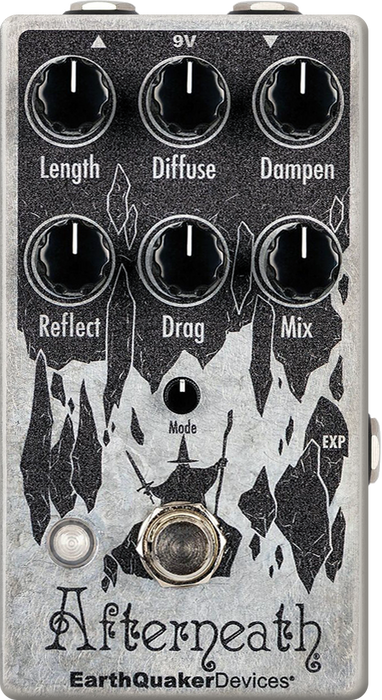 9V
Length Diffuse Dampen
Reflect Drag Mix
Mode
EXP
Afterneath®
EarthQuakerDevices®